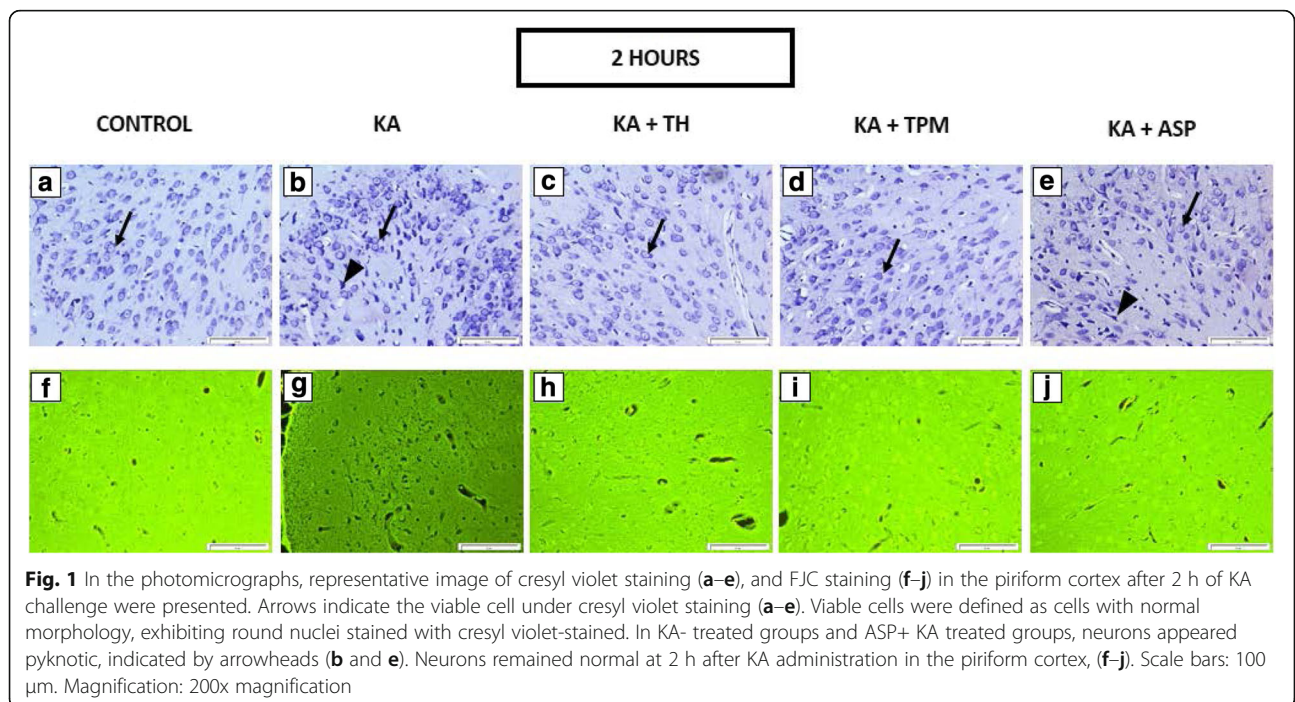 2 HOURS
CONTROL KA KA + TH KA + TPM KA + ASP
a b c d e
f g h i j
Fig. 1 In the photomicrographs, representative image of cresyl violet staining (a–e), and FJC staining (f–j) in the piriform cortex after 2 h of KA
challenge were presented. Arrows indicate the viable cell under cresyl violet staining (a–e). Viable cells were defined as cells with normal
morphology, exhibiting round nuclei stained with cresyl violet-stained. In KA- treated groups and ASP+ KA treated groups, neurons appeared
pyknotic, indicated by arrowheads (b and e). Neurons remained normal at 2 h after KA administration in the piriform cortex, (f–j). Scale bars: 100
μm. Magnification: 200x magnification